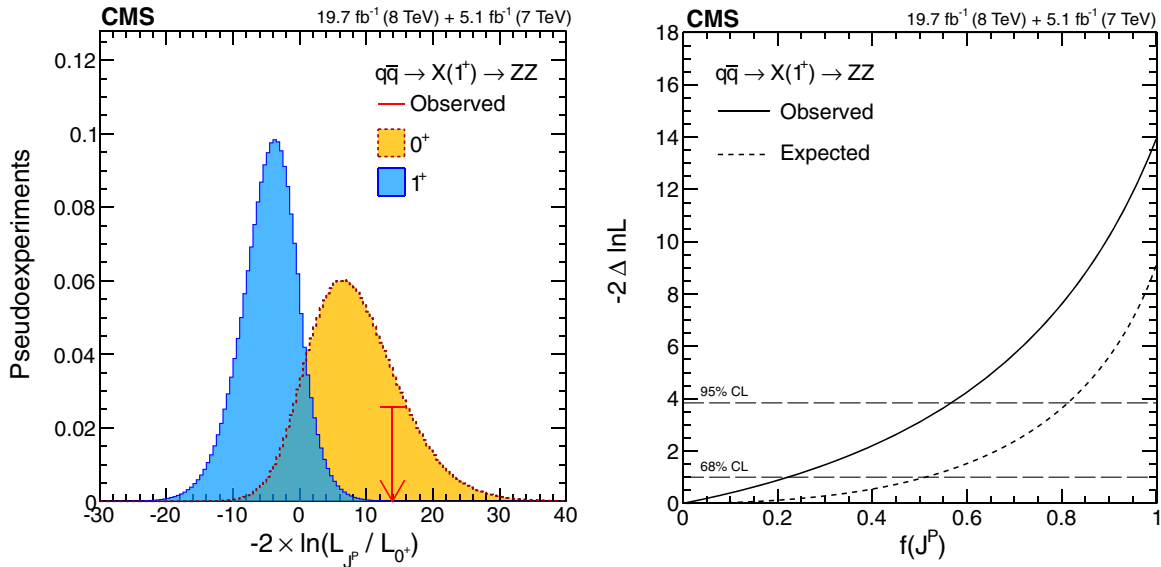 CMS 19.7 fb⁻¹ (8 TeV) + 5.1 fb⁻¹ (7 TeV)
qq̅ → X(1⁺) → ZZ
Observed
0⁺
1⁺
Pseudoexperiments
0.12
0.1
0.08
0.06
0.04
0.02
0
-30 -20 -10 0 10 20 30 40
-2 × ln(L_{J^P} / L_{0⁺})
CMS 19.7 fb⁻¹ (8 TeV) + 5.1 fb⁻¹ (7 TeV)
qq̅ → X(1⁺) → ZZ
Observed
Expected
-2 Δ lnL
18
16
14
12
10
8
6
4
2
0
95% CL
68% CL
0 0.2 0.4 0.6 0.8 1
f(J^P)